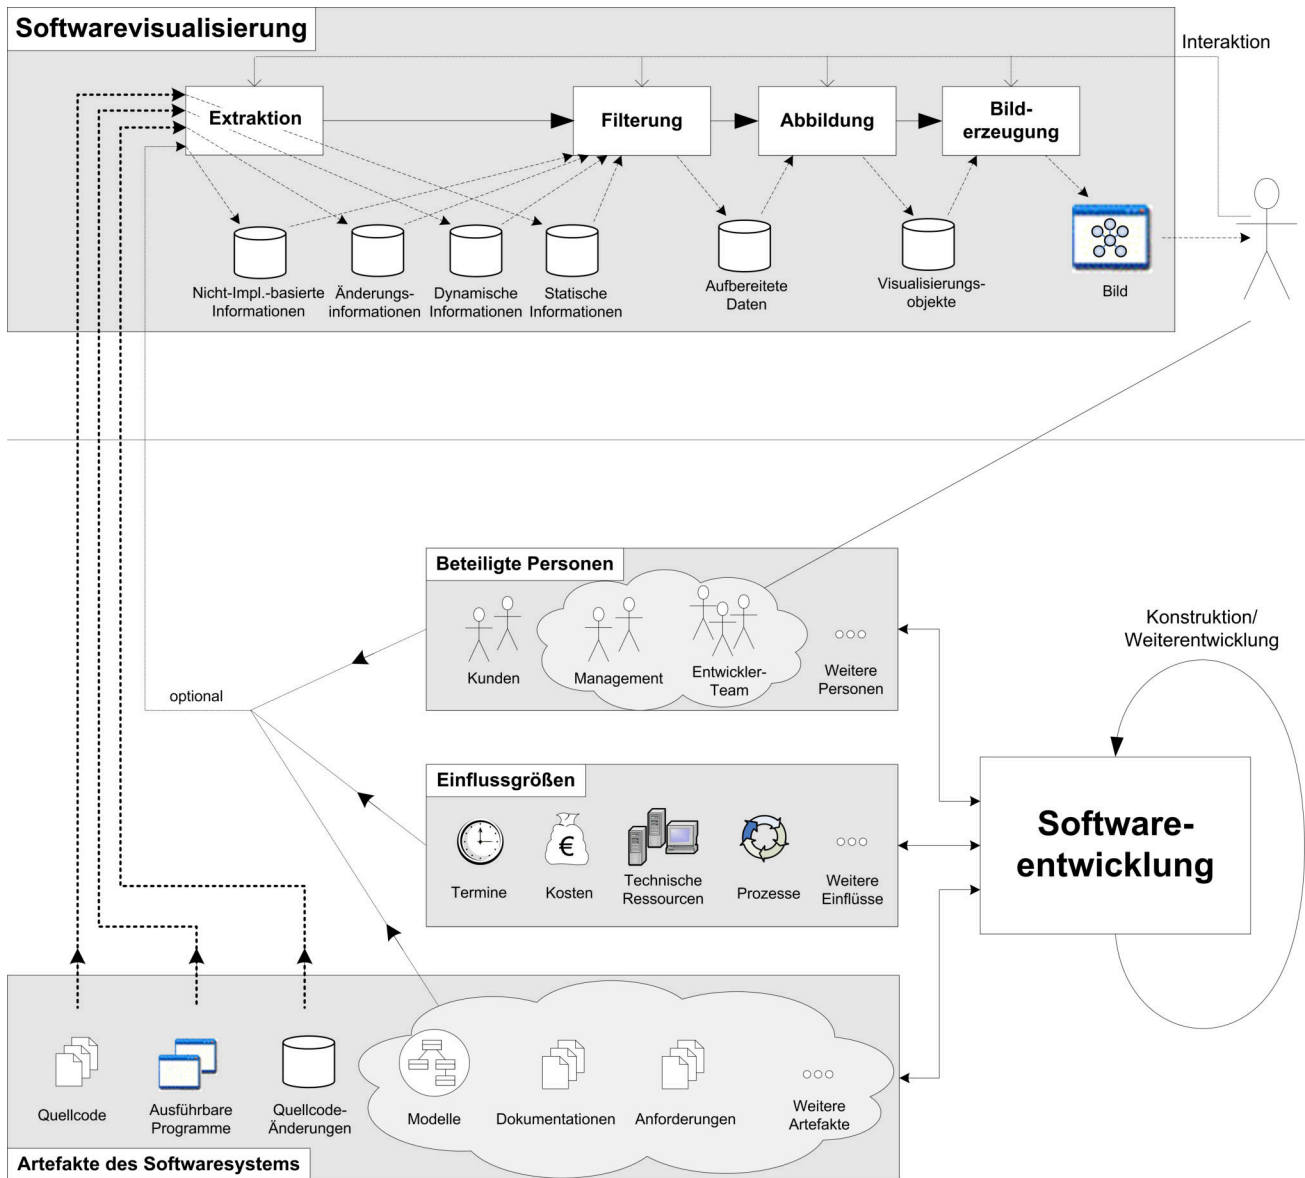 Softwarevisualisierung
Interaktion
Extraktion
Filterung
Abbildung
Bild-
erzeugung
Nicht-Impl.-basierte
Informationen
Änderungs-
informationen
Dynamische
Informationen
Statische
Informationen
Aufbereitete
Daten
Visualisierungs-
objekte
Bild
Beteiligte Personen
Kunden
Management
Entwickler-
Team
Weitere
Personen
optional
Konstruktion/
Weiterentwicklung
Einflussgrößen
€
Termine
Kosten
Technische
Ressourcen
Prozesse
Weitere
Einflüsse
Software-
entwicklung
Quellcode
Ausführbare
Programme
Quellcode-
Änderungen
Modelle
Dokumentationen
Anforderungen
Weitere
Artefakte
Artefakte des Softwaresystems